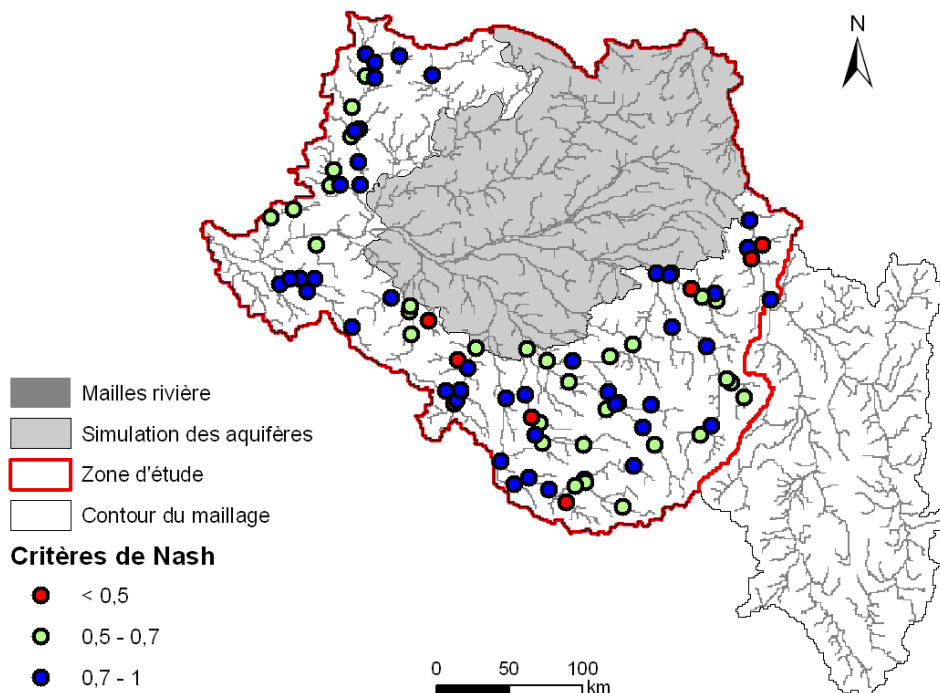 N
Mailles rivière
Simulation des aquifères
Zone d'étude
Contour du maillage
Critères de Nash
< 0,5
0,5 - 0,7
0,7 - 1
0 50 100
km